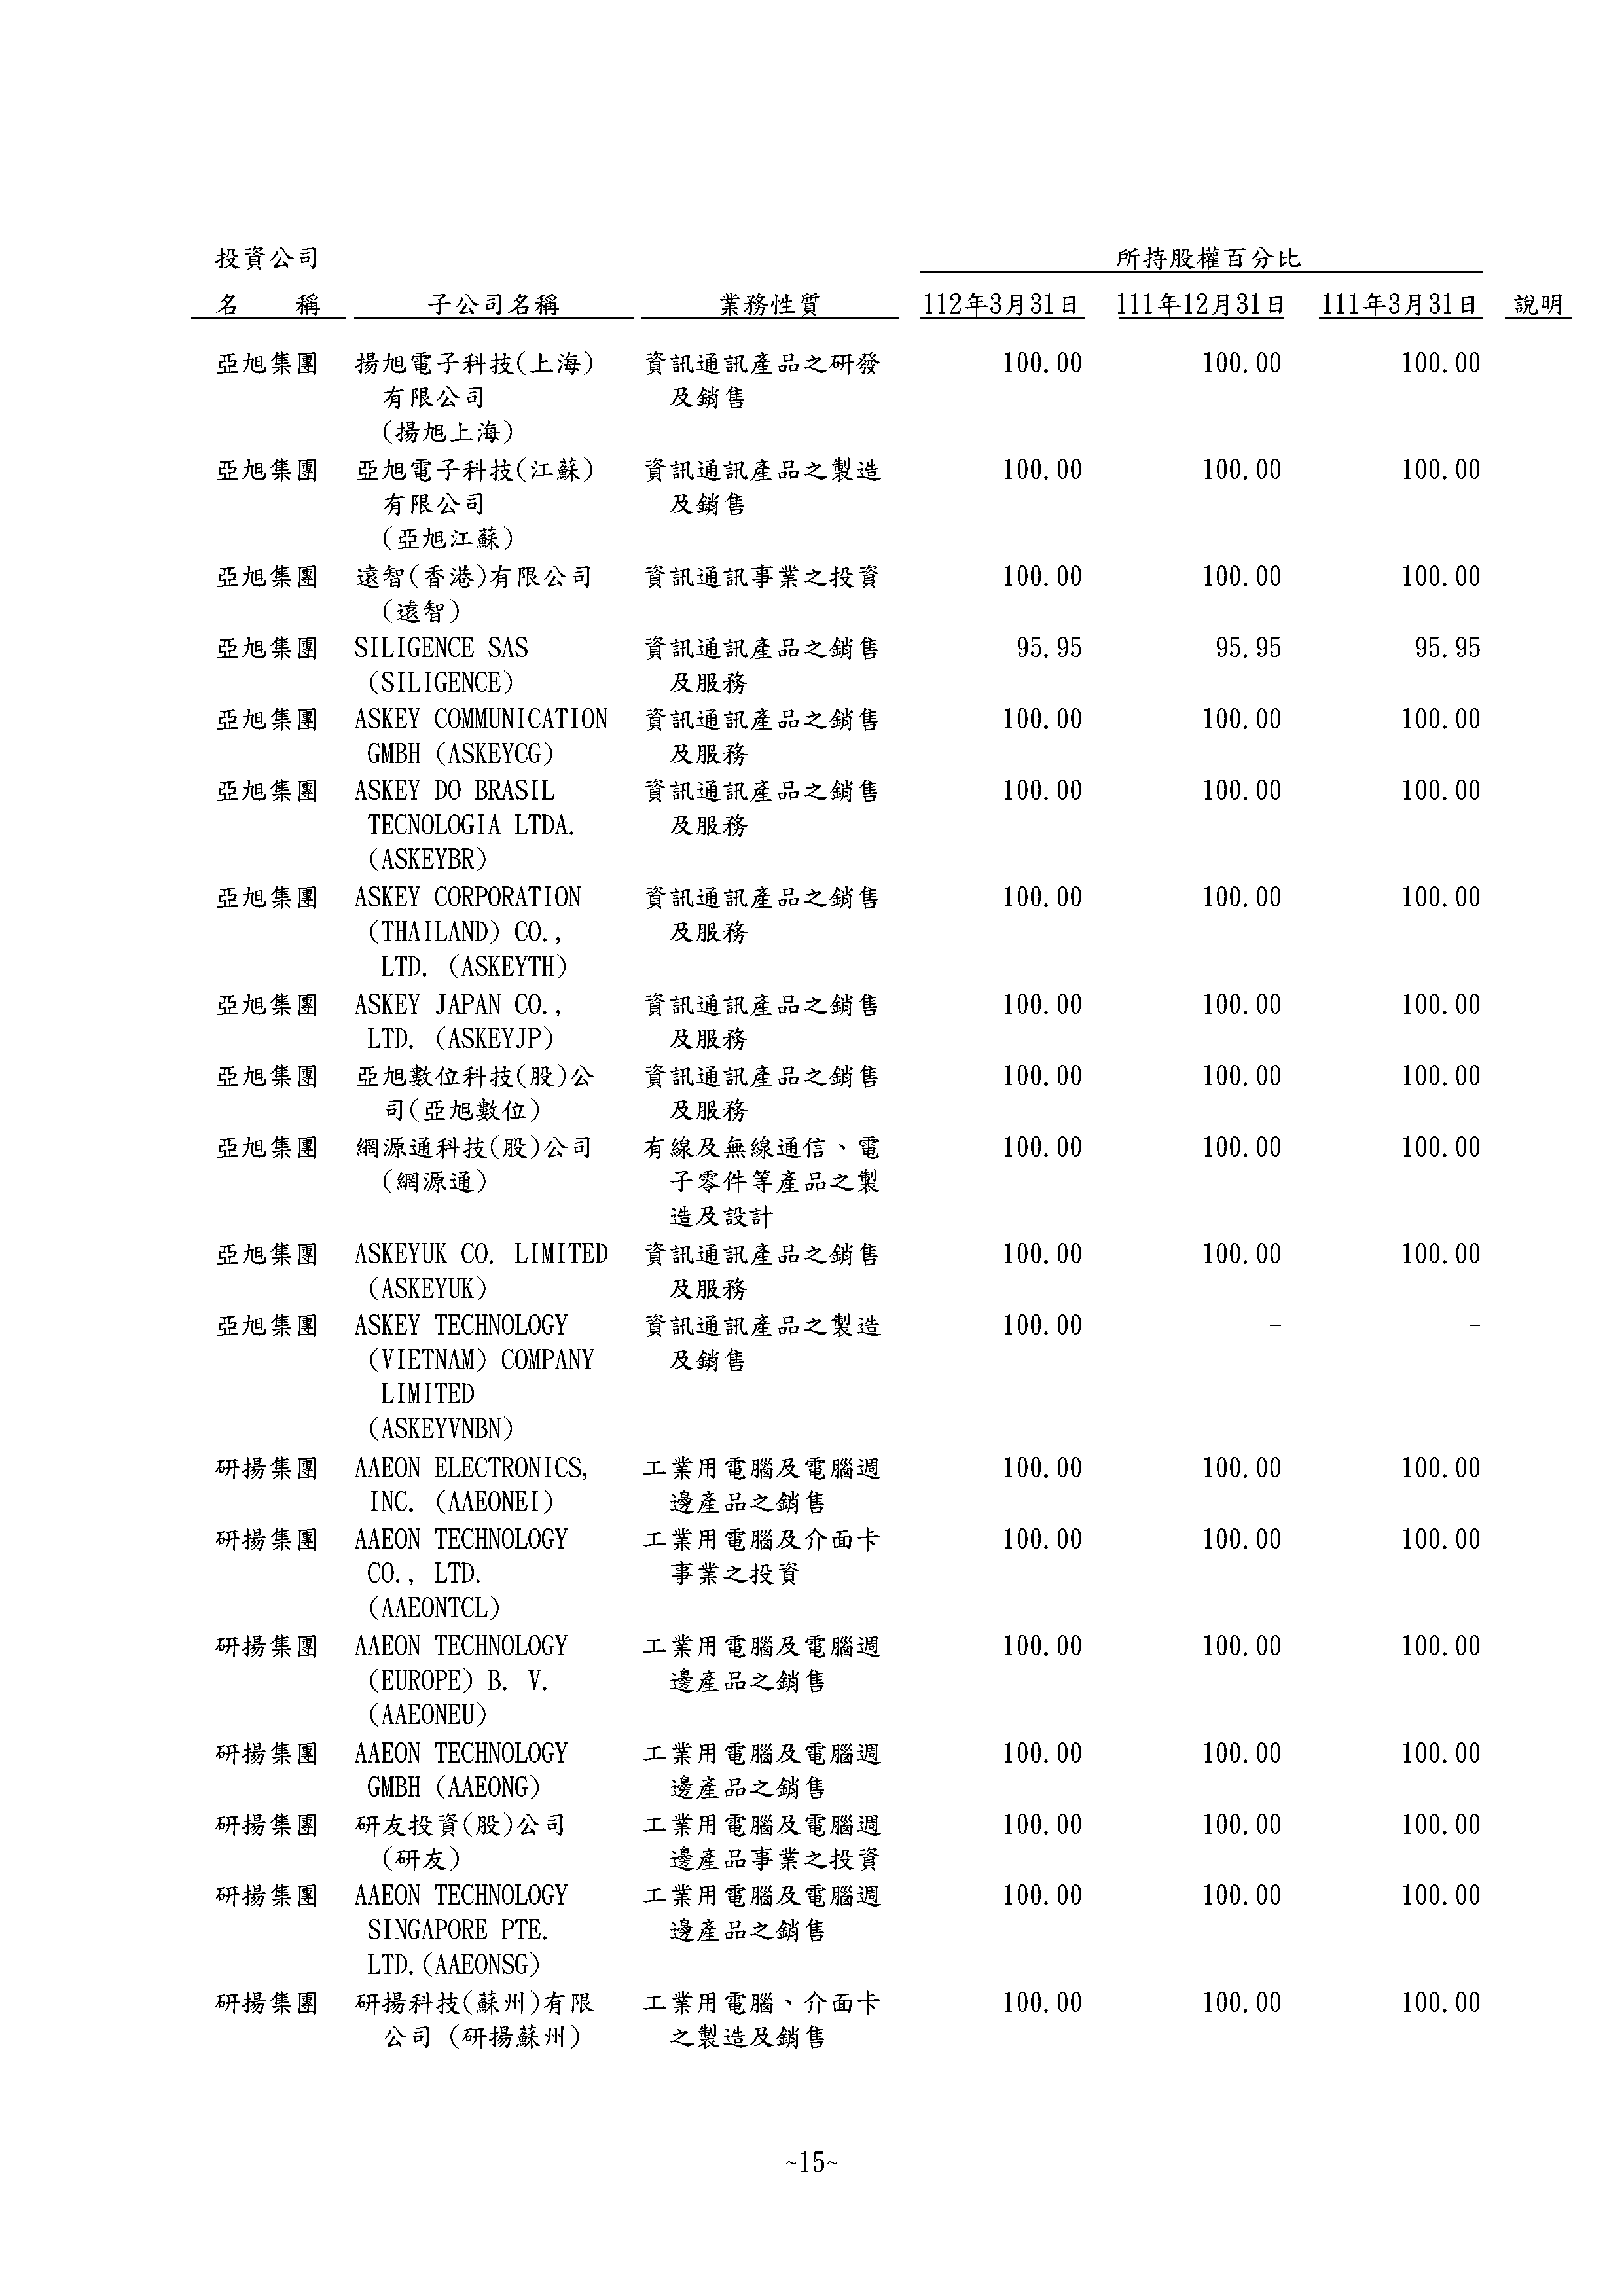 投資公司 所持股權百分比
名 稱 子公司名稱 業務性質 112年3月31日 111年12月31日 111年3月31日 說明
亞旭集團 揚旭電子科技(上海) 資訊通訊產品之研發 100.00 100.00 100.00
有限公司 及銷售
(揚旭上海)
亞旭集團 亞旭電子科技(江蘇) 資訊通訊產品之製造 100.00 100.00 100.00
有限公司 及銷售
(亞旭江蘇)
亞旭集團 遠智(香港)有限公司 資訊通訊事業之投資 100.00 100.00 100.00
(遠智)
亞旭集團 SILIGENCE SAS 資訊通訊產品之銷售 95.95 95.95 95.95
(SILIGENCE) 及服務
亞旭集團 ASKEY COMMUNICATION 資訊通訊產品之銷售 100.00 100.00 100.00
GMBH (ASKEYCG) 及服務
亞旭集團 ASKEY DO BRASIL 資訊通訊產品之銷售 100.00 100.00 100.00
TECNOLOGIA LTDA. 及服務
(ASKEYBR)
亞旭集團 ASKEY CORPORATION 資訊通訊產品之銷售 100.00 100.00 100.00
(THAILAND) CO., 及服務
LTD. (ASKEYTH)
亞旭集團 ASKEY JAPAN CO., 資訊通訊產品之銷售 100.00 100.00 100.00
LTD. (ASKEYJP) 及服務
亞旭集團 亞旭數位科技(股)公 資訊通訊產品之銷售 100.00 100.00 100.00
司(亞旭數位) 及服務
亞旭集團 網源通科技(股)公司 有線及無線通信、電 100.00 100.00 100.00
(網源通) 子零件等產品之製
造及設計
亞旭集團 ASKEYUK CO. LIMITED 資訊通訊產品之銷售 100.00 100.00 100.00
(ASKEYUK) 及服務
亞旭集團 ASKEY TECHNOLOGY 資訊通訊產品之製造 100.00 - -
(VIETNAM) COMPANY 及銷售
LIMITED
(ASKEYVNBN)
研揚集團 AAEON ELECTRONICS, 工業用電腦及電腦週 100.00 100.00 100.00
INC. (AAEONEI) 邊產品之銷售
研揚集團 AAEON TECHNOLOGY 工業用電腦及介面卡 100.00 100.00 100.00
CO., LTD. 事業之投資
(AAEONTCL)
研揚集團 AAEON TECHNOLOGY 工業用電腦及電腦週 100.00 100.00 100.00
(EUROPE) B. V. 邊產品之銷售
(AAEONEU)
研揚集團 AAEON TECHNOLOGY 工業用電腦及電腦週 100.00 100.00 100.00
GMBH (AAEONG) 邊產品之銷售
研揚集團 研友投資(股)公司 工業用電腦及電腦週 100.00 100.00 100.00
(研友) 邊產品事業之投資
研揚集團 AAEON TECHNOLOGY 工業用電腦及電腦週 100.00 100.00 100.00
SINGAPORE PTE. 邊產品之銷售
LTD.(AAEONSG)
研揚集團 研揚科技(蘇州)有限 工業用電腦、介面卡 100.00 100.00 100.00
公司 (研揚蘇州) 之製造及銷售
~15~